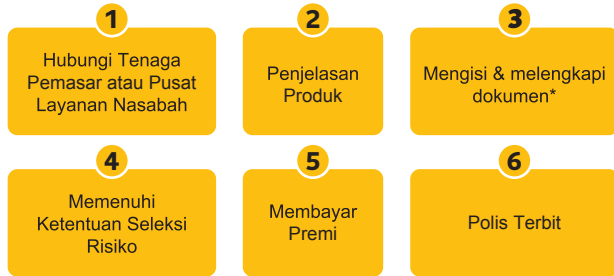 1
Hubungi Tenaga
Pemasar atau Pusat
Layanan Nasabah
2
Penjelasan
Produk
3
Mengisi & melengkapi
dokumen*
4
Memenuhi
Ketentuan Seleksi
Risiko
5
Membayar
Premi
6
Polis Terbit